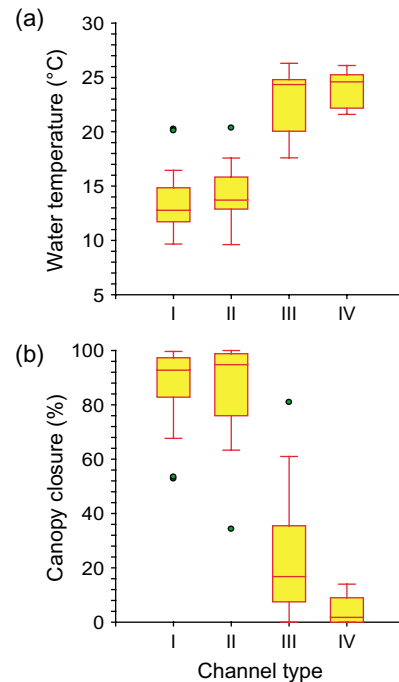 (a)
Water temperature (°C)
30
25
20
15
10
5
I II III IV
(b)
Canopy closure (%)
100
80
60
40
20
0
I II III IV
Channel type